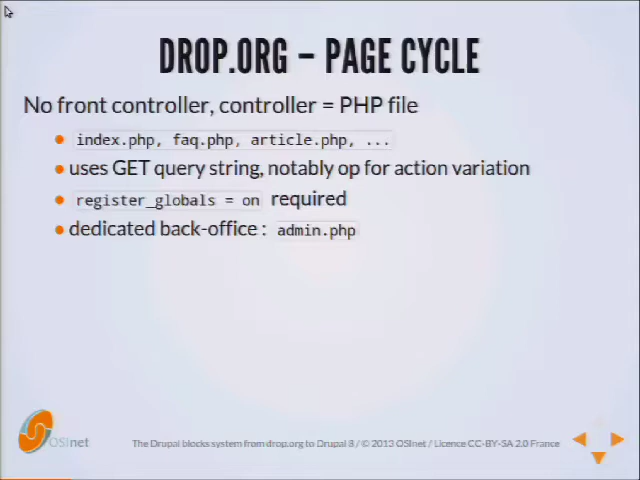 DROP.ORG – PAGE CYCLE
No front controller, controller = PHP file
index.php, faq.php, article.php, ...
uses GET query string, notably op for action variation
register_globals = on required
dedicated back-office : admin.php
OSInet
The Drupal blocks system from drop.org to Drupal 8 / © 2013 OSInet / Licence CC-BY-SA 2.0 France